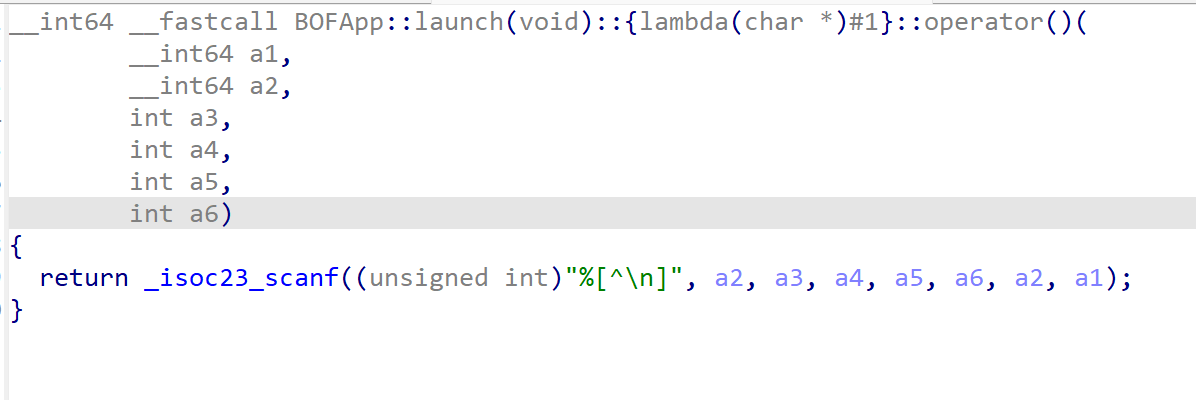 __int64 __fastcall BOFApp::launch(void)::{lambda(char *)#1}::operator()(
        __int64 a1,
        __int64 a2,
        int a3,
        int a4,
        int a5,
        int a6)
{
  return _isoc23_scanf((unsigned int)"%[^\n]", a2, a3, a4, a5, a6, a2, a1);
}